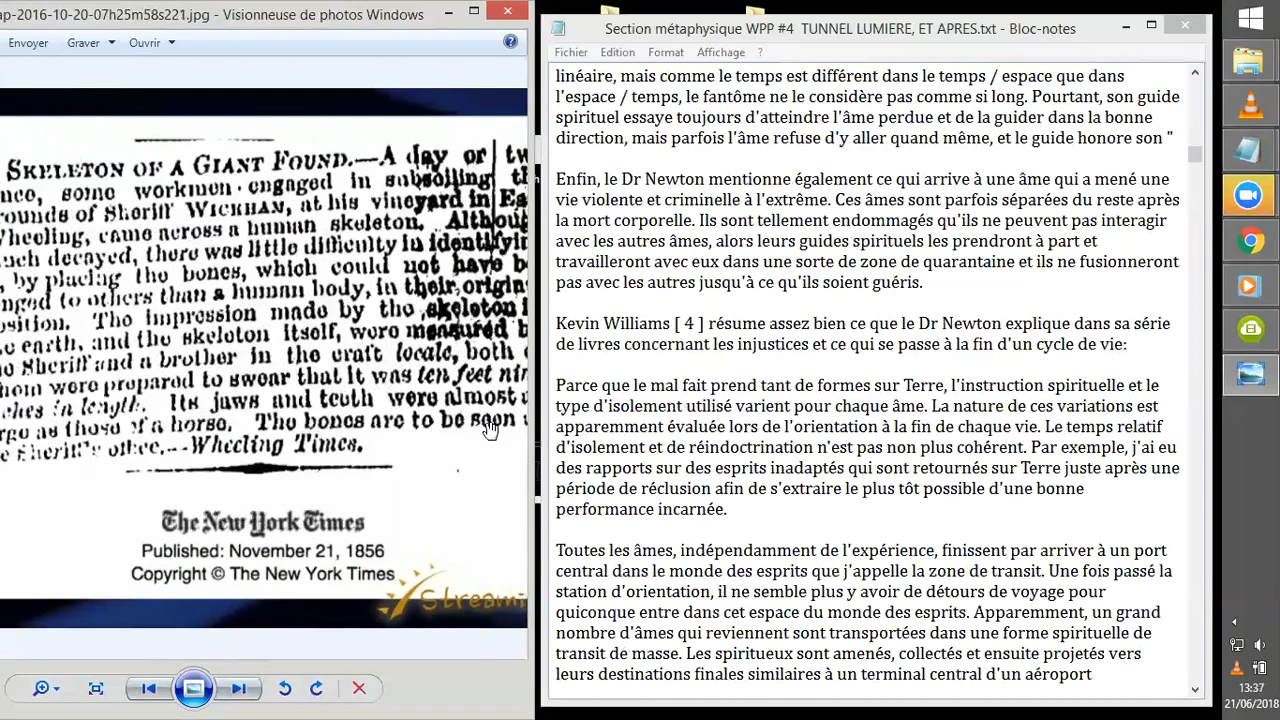 ap-2016-10-20-07h25m58s221.jpg - Visionneuse de photos Windows
Envoyer Graver Ouvrir
SKELETON OF A GIANT FOUND.—A day or tw
nce, some workmen engaged in subsoiling th
rounds of Sheriff WICKHAM, at his vineyard in Ea
Wheeling, came across a human skeleton. Althou
uch decayed, there was little difficulty in identifyin
, by placing the bones, which could not have be
nged to others than a human body, in their origin
osition. The impression made by the skeleton i
e earth, and the skeleton itself, were measured b
e Sheriff and a brother in the craft locale, both o
hom were prepared to swear that it was ten feet nin
ches in length. Its jaws and teeth were almost a
rge as those of a horse. The bones are to be seen
e Sheriff's office.—Wheeling Times.
The New York Times
Published: November 21, 1856
Copyright © The New York Times
Streami
Section métaphysique WPP #4 TUNNEL LUMIERE, ET APRES.txt - Bloc-notes
Fichier Edition Format Affichage ?
linéaire, mais comme le temps est différent dans le temps / espace que dans
l'espace / temps, le fantôme ne le considère pas comme si long. Pourtant, son guide
spirituel essaye toujours d'atteindre l'âme perdue et de la guider dans la bonne
direction, mais parfois l'âme refuse d'y aller quand même, et le guide honore son "
Enfin, le Dr Newton mentionne également ce qui arrive à une âme qui a mené une
vie violente et criminelle à l'extrême. Ces âmes sont parfois séparées du reste après
la mort corporelle. Ils sont tellement endommagés qu'ils ne peuvent pas interagir
avec les autres âmes, alors leurs guides spirituels les prendront à part et
travailleront avec eux dans une sorte de zone de quarantaine et ils ne fusionneront
pas avec les autres jusqu'à ce qu'ils soient guéris.
Kevin Williams [ 4 ] résume assez bien ce que le Dr Newton explique dans sa série
de livres concernant les injustices et ce qui se passe à la fin d'un cycle de vie:
Parce que le mal fait prend tant de formes sur Terre, l'instruction spirituelle et le
type d'isolement utilisé varient pour chaque âme. La nature de ces variations est
apparemment évaluée lors de l'orientation à la fin de chaque vie. Le temps relatif
d'isolement et de réindoctrination n'est pas non plus cohérent. Par exemple, j'ai eu
des rapports sur des esprits inadaptés qui sont retournés sur Terre juste après une
période de réclusion afin de s'extraire le plus tôt possible d'une bonne
performance incarnée.
Toutes les âmes, indépendamment de l'expérience, finissent par arriver à un port
central dans le monde des esprits que j'appelle la zone de transit. Une fois passé la
station d'orientation, il ne semble plus y avoir de détours de voyage pour
quiconque entre dans cet espace du monde des esprits. Apparemment, un grand
nombre d'âmes qui reviennent sont transportées dans une forme spirituelle de
transit de masse. Les spiritueux sont amenés, collectés et ensuite projetés vers
leurs destinations finales similaires à un terminal central d'un aéroport
13:37
21/06/2018